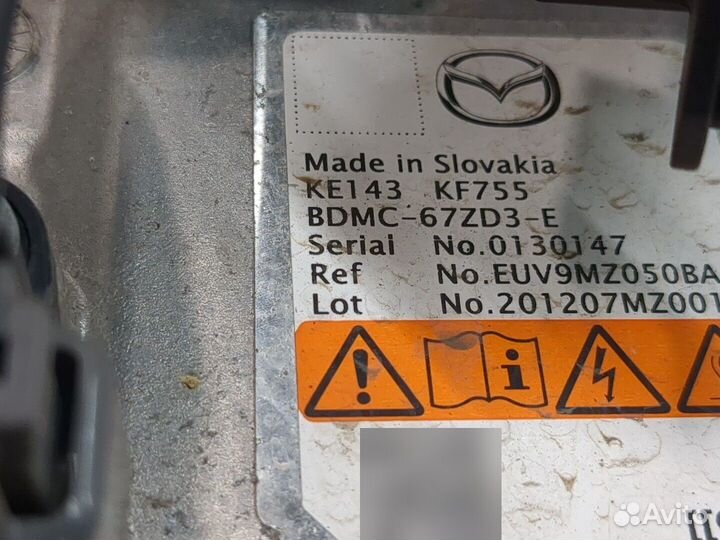 Made in Slovakia
KE143 KF755
BDMC-67ZD3-E
Serial No.0130147
Ref No.EUV9MZ050BA
Lot No.201207MZ001
Avito